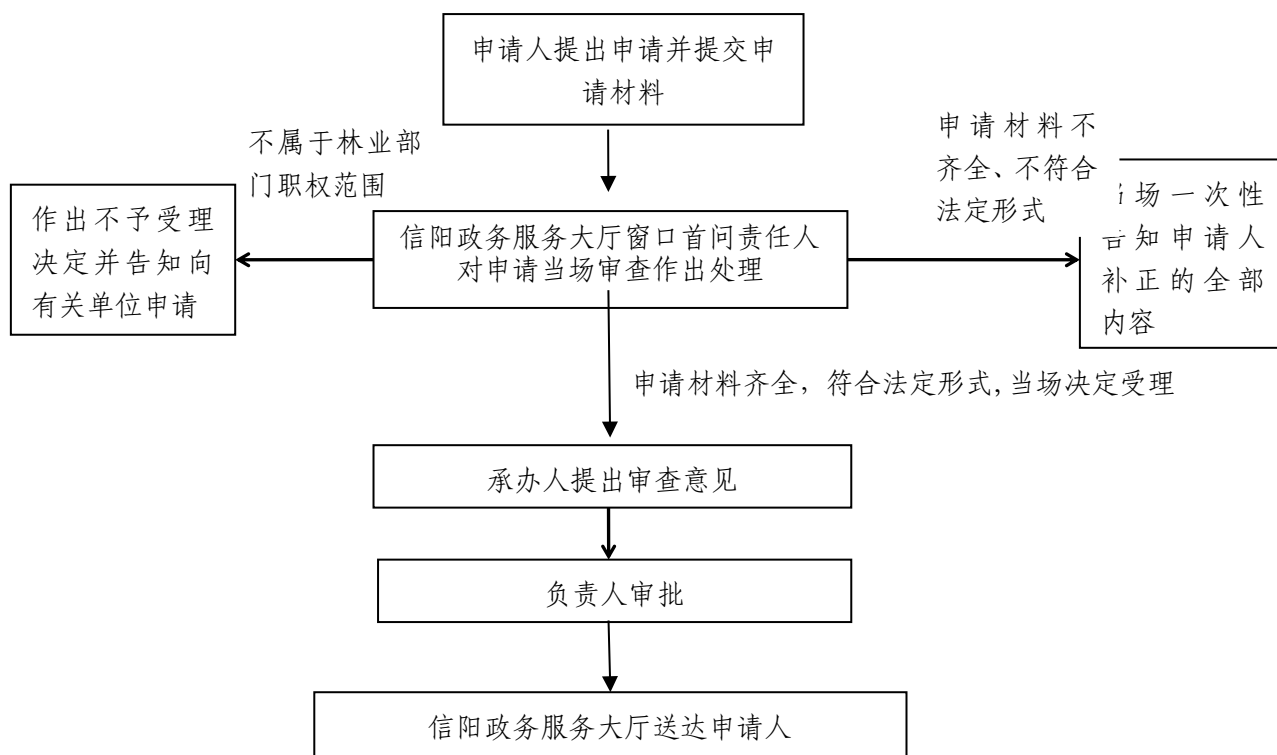 申请人提出申请并提交申
请材料
不属于林业部
门职权范围
申请材料不
齐全、不符合
法定形式
作出不予受理
决定并告知向
有关单位申请
信阳政务服务大厅窗口首问责任人
对申请当场审查作出处理
场一次性
告知申请人
补正的全部
内容
申请材料齐全，符合法定形式,当场决定受理
承办人提出审查意见
负责人审批
信阳政务服务大厅送达申请人